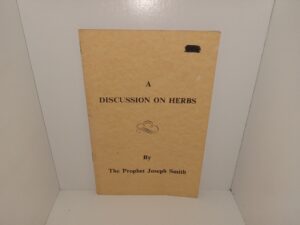 A
DISCUSSION ON HERBS
By
The Prophet Joseph Smith